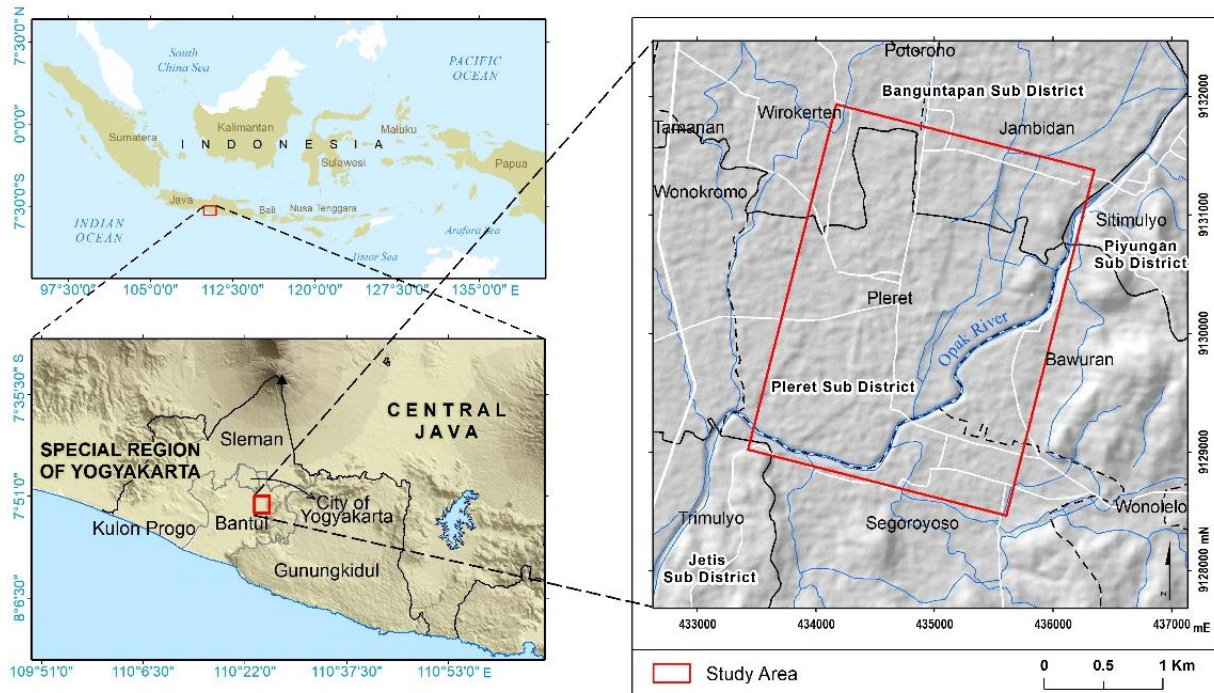 7°30'0" N
0°0'0"
7°30'0" S
97°30'0"
105°0'0"
112°30'0"
120°0'0"
127°30'0"
135°0'0" E
South
China Sea
PACIFIC
OCEAN
Sumatera
Kalimantan
Maluku
INDONESIA
Sulawosi
Papua
Java
Bali
Nusa Tenggara
INDIAN
OCEAN
Arafura Sea
Timor Sea
7°35'30" S
7°51'0"
8°6'30"
109°51'0"
110°6'30"
110°22'0"
110°37'30"
110°53'0" E
CENTRAL
JAVA
Sleman
SPECIAL REGION
OF YOGYAKARTA
City of
Yogyakarta
Kulon Progo
Bantul
Gunungkidul
Potoroho
Banguntapan Sub District
Wirokerten
Jambidan
Tamanan
Wonokromo
Sitimulyo
Piyungan
Sub District
Pleret
Opak River
Bawuran
Pleret Sub District
Trimulyo
Segoroyoso
Wonolelo
Jetis
Sub District
N
9132000
9131000
9130000
9129000
9128000 mN
433000
434000
435000
436000
437000
mE
Study Area
0
0.5
1 Km